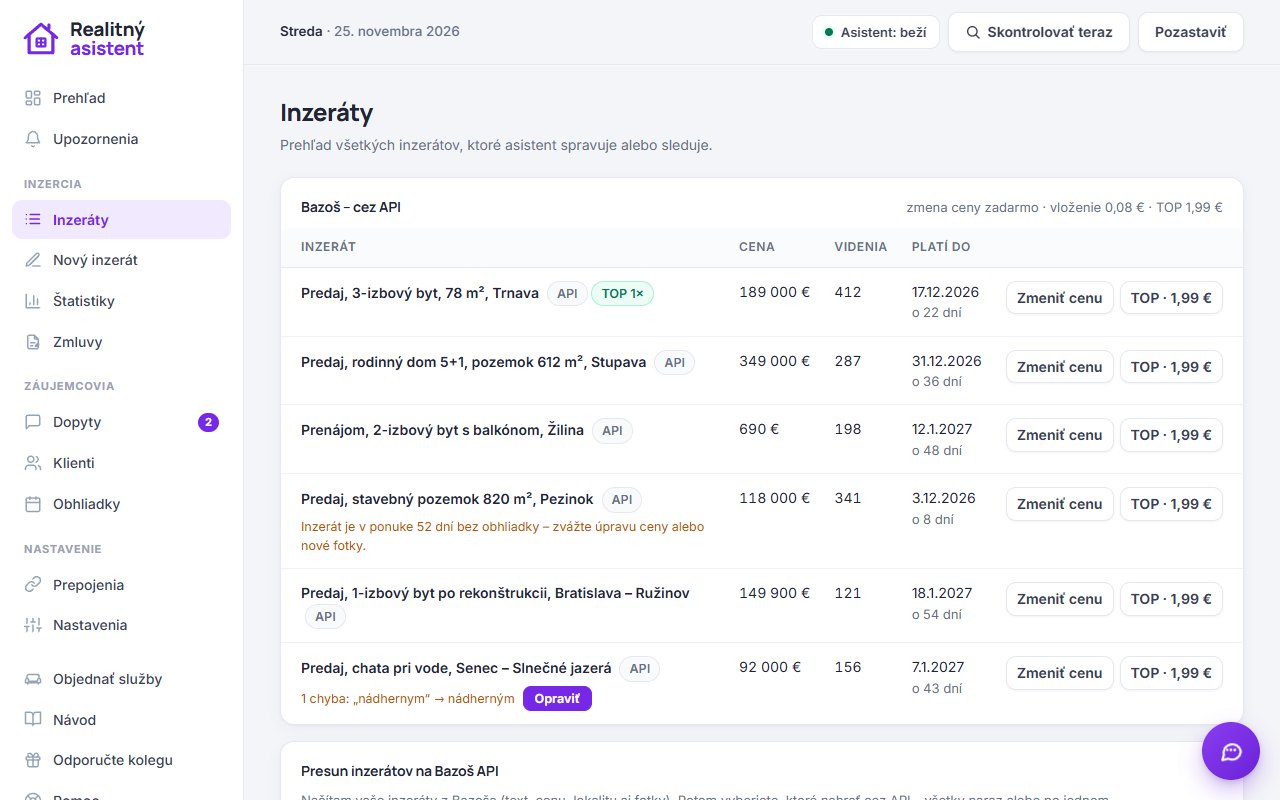 Realitný
asistent
Prehľad
Upozornenia
INZERCIA
Inzeráty
Nový inzerát
Štatistiky
Zmluvy
ZÁUJEMCOVIA
Dopyty 2
Klienti
Obhliadky
NASTAVENIE
Prepojenia
Nastavenia
Objednať služby
Návod
Odporučte kolegu
Pomoc
Streda · 25. novembra 2026
Asistent: beží
Skontrolovať teraz
Pozastaviť
Inzeráty
Prehľad všetkých inzerátov, ktoré asistent spravuje alebo sleduje.
Bazoš – cez API
zmena ceny zadarmo · vloženie 0,08 € · TOP 1,99 €
INZERÁT CENA VIDENIA PLATÍ DO
Predaj, 3-izbový byt, 78 m², Trnava API TOP 1× 189 000 € 412 17.12.2026 Zmeniť cenu TOP · 1,99 €
o 22 dní
Predaj, rodinný dom 5+1, pozemok 612 m², Stupava API 349 000 € 287 31.12.2026 Zmeniť cenu TOP · 1,99 €
o 36 dní
Prenájom, 2-izbový byt s balkónom, Žilina API 690 € 198 12.1.2027 Zmeniť cenu TOP · 1,99 €
o 48 dní
Predaj, stavebný pozemok 820 m², Pezinok API 118 000 € 341 3.12.2026 Zmeniť cenu TOP · 1,99 €
o 8 dní
Inzerát je v ponuke 52 dní bez obhliadky – zvážte úpravu ceny alebo
nové fotky.
Predaj, 1-izbový byt po rekonštrukcii, Bratislava – Ružinov 149 900 € 121 18.1.2027 Zmeniť cenu TOP · 1,99 €
API o 54 dní
Predaj, chata pri vode, Senec – Slnečné jazerá API 92 000 € 156 7.1.2027 Zmeniť cenu TOP · 1,99 €
o 43 dní
1 chyba: „nádhernym“ → nádherným Opraviť
Presun inzerátov na Bazoš API